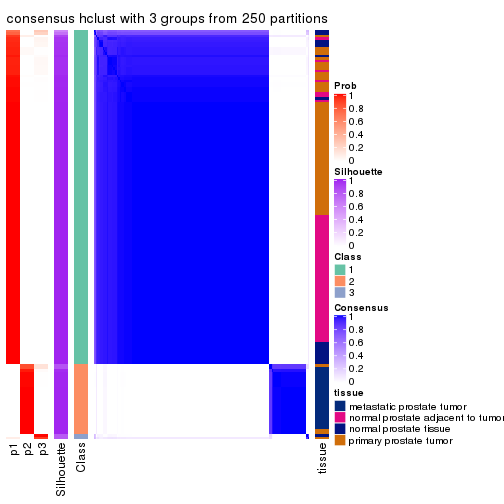 consensus hclust with 3 groups from 250 partitions
Prob
1
0.8
0.6
0.4
0.2
0
Silhouette
1
0.8
0.6
0.4
0.2
0
Class
1
2
3
Consensus
1
0.8
0.6
0.4
0.2
0
tissue
metastatic prostate tumor
normal prostate adjacent to tumor
normal prostate tissue
primary prostate tumor
p1
p2
p3
Silhouette
Class
tissue